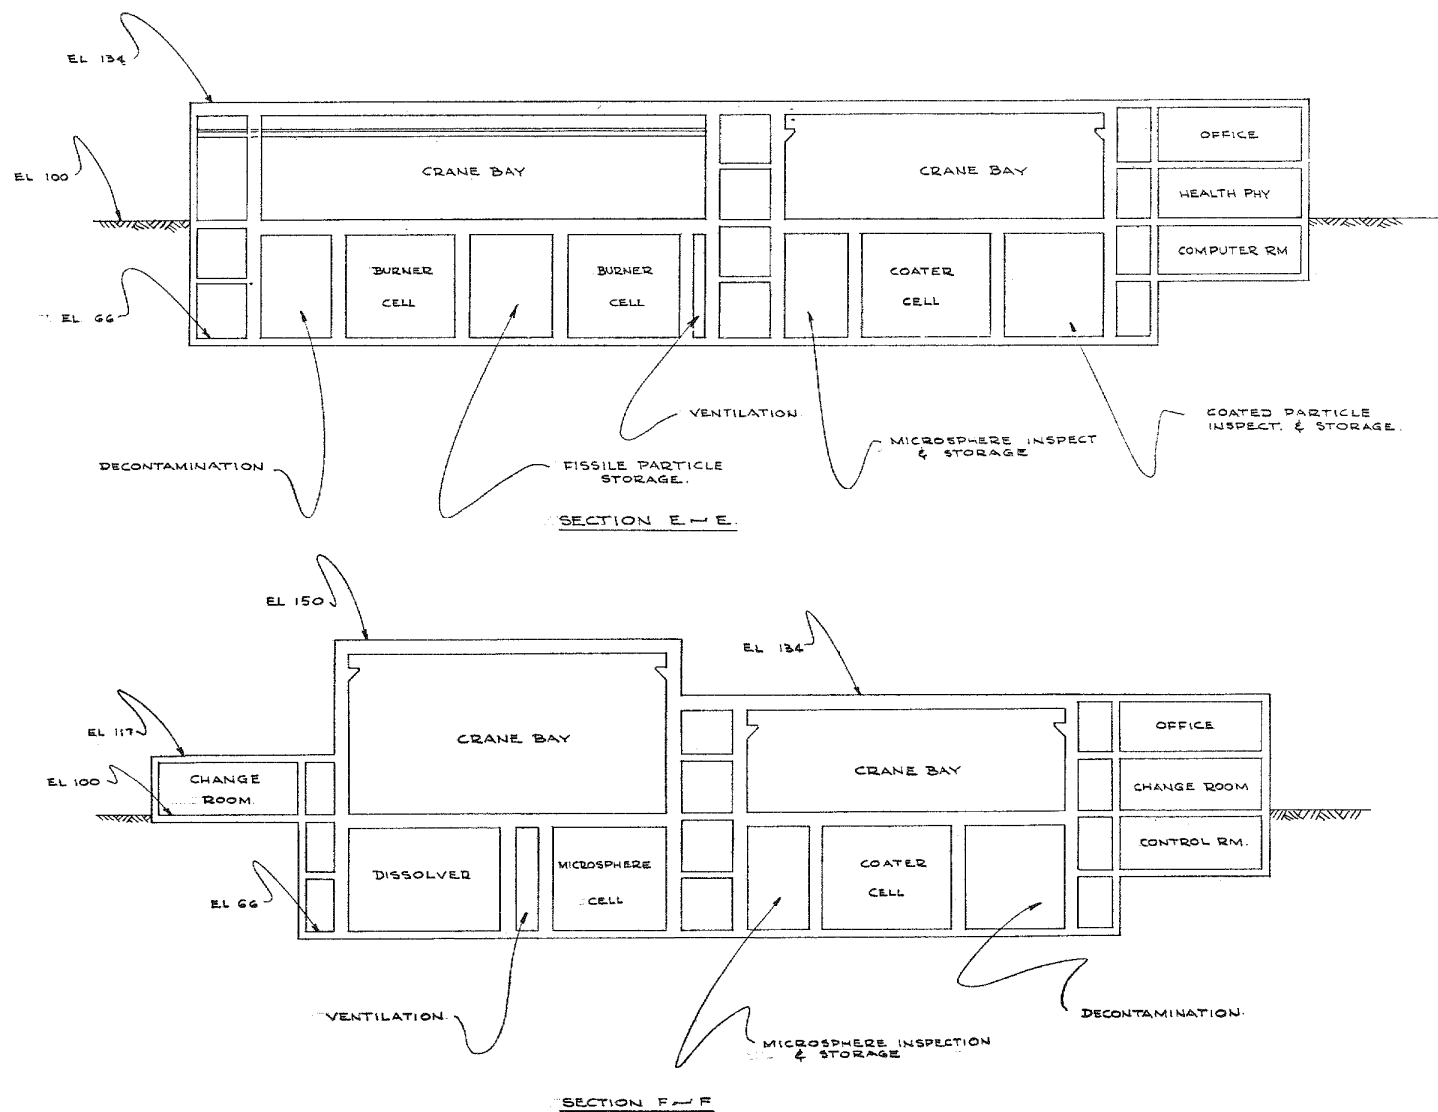 EL 134
EL 100
CRANE BAY
CRANE BAY
OFFICE
HEALTH PHY
COMPUTER RM
BURNER
CELL
BURNER
CELL
COATER
CELL
EL 66
VENTILATION.
DECONTAMINATION
FISSILE PARTICLE
STORAGE.
MICROSPHERE INSPECT
& STORAGE
COATED PARTICLE
INSPECT. & STORAGE.
SECTION E-E.
EL 150
EL 134
EL 117
EL 100
CHANGE
ROOM.
CRANE BAY
CRANE BAY
OFFICE
CHANGE ROOM
CONTROL RM.
DISSOLVER
MICROSPHERE
CELL
COATER
CELL
EL 66
VENTILATION.
MICROSPHERE INSPECTION
& STORAGE
DECONTAMINATION.
SECTION F-F